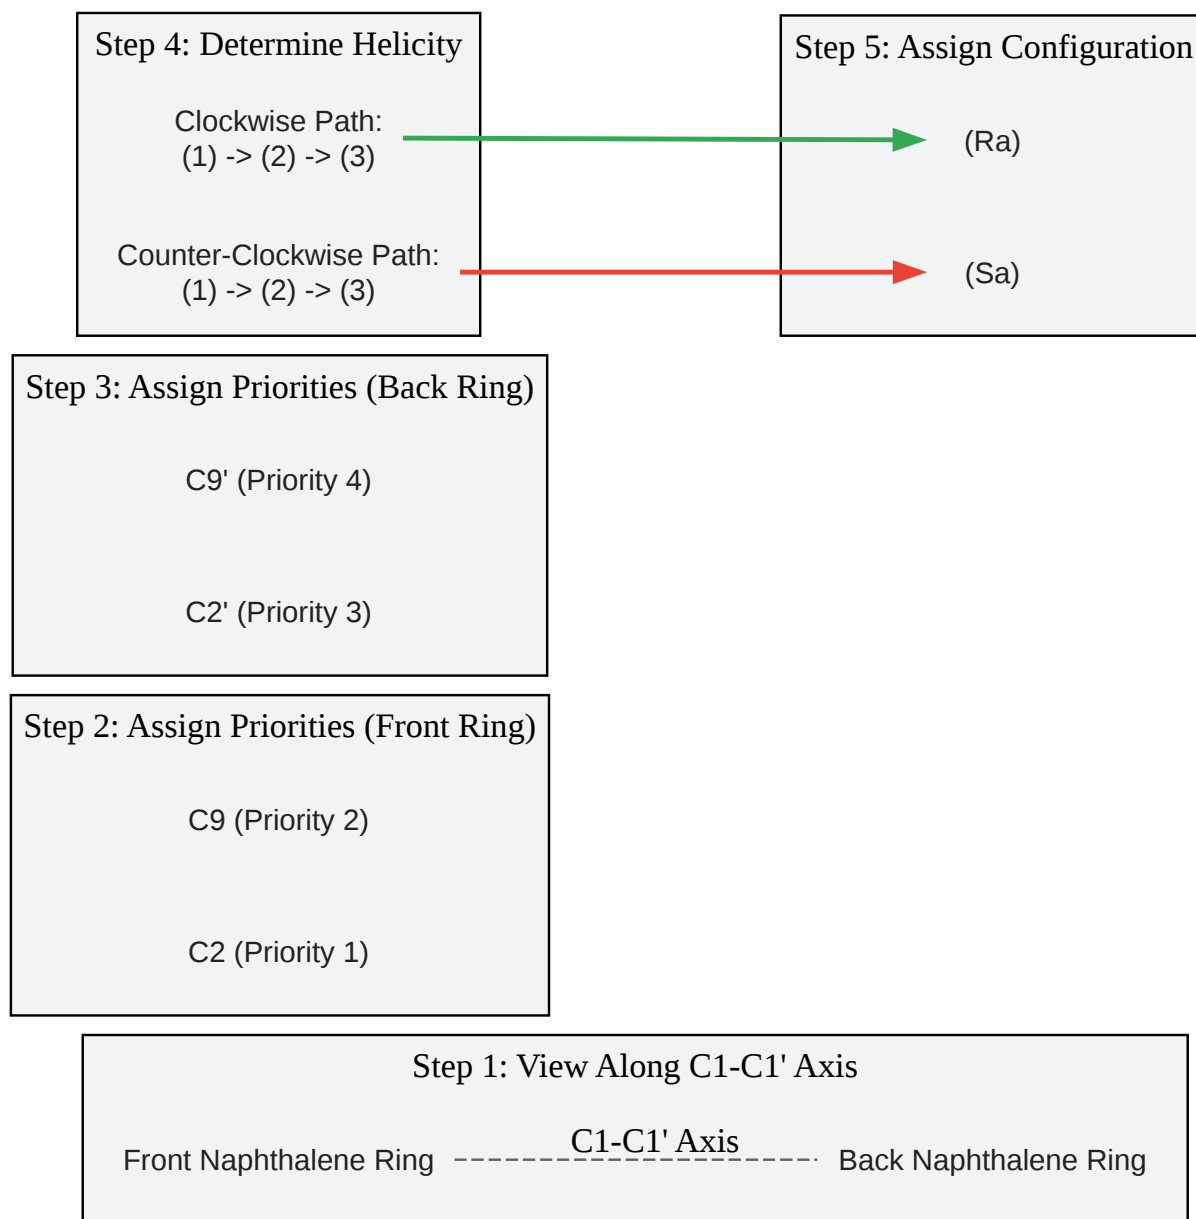 Step 4: Determine Helicity
Clockwise Path:
(1) -> (2) -> (3)
Counter-Clockwise Path:
(1) -> (2) -> (3)
Step 5: Assign Configuration
(Ra)
(Sa)
Step 3: Assign Priorities (Back Ring)
C9' (Priority 4)
C2' (Priority 3)
Step 2: Assign Priorities (Front Ring)
C9 (Priority 2)
C2 (Priority 1)
Step 1: View Along C1-C1' Axis
Front Naphthalene Ring
C1-C1' Axis
Back Naphthalene Ring